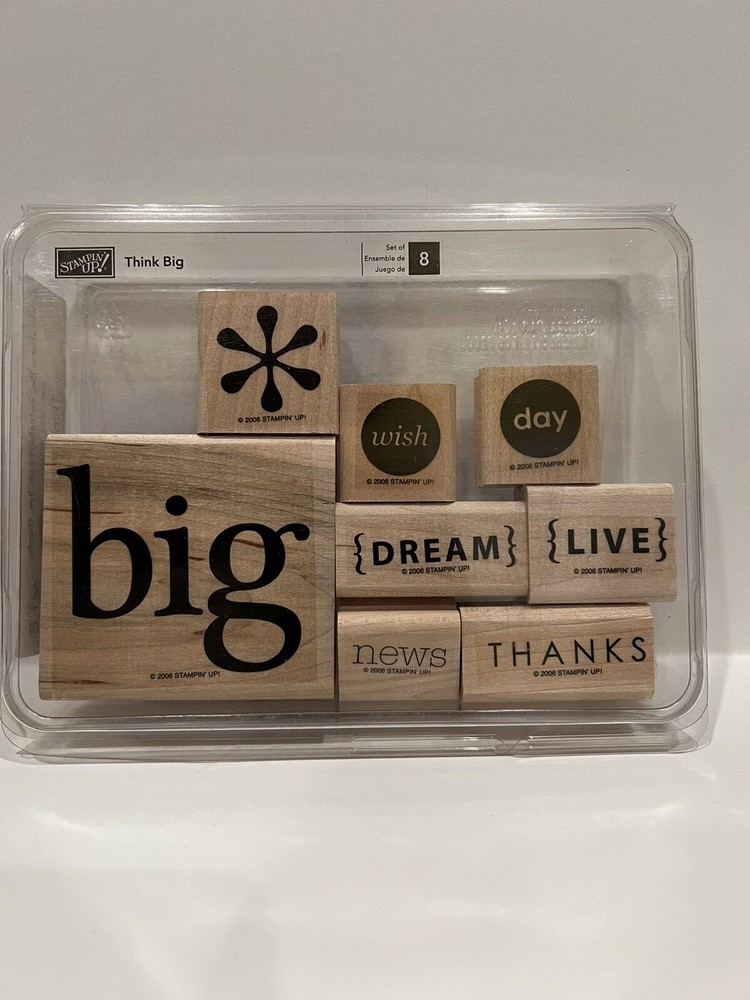 STAMPIN' UP!
Think Big
Set of
Ensemble de
Juego de
8
© 2006 STAMPIN' UP!
wish
© 2006 STAMPIN' UP!
day
© 2006 STAMPIN' UP!
big
© 2006 STAMPIN' UP!
{DREAM}
© 2006 STAMPIN' UP!
{LIVE}
© 2006 STAMPIN' UP!
news
© 2006 STAMPIN' UP!
THANKS
© 2006 STAMPIN' UP!